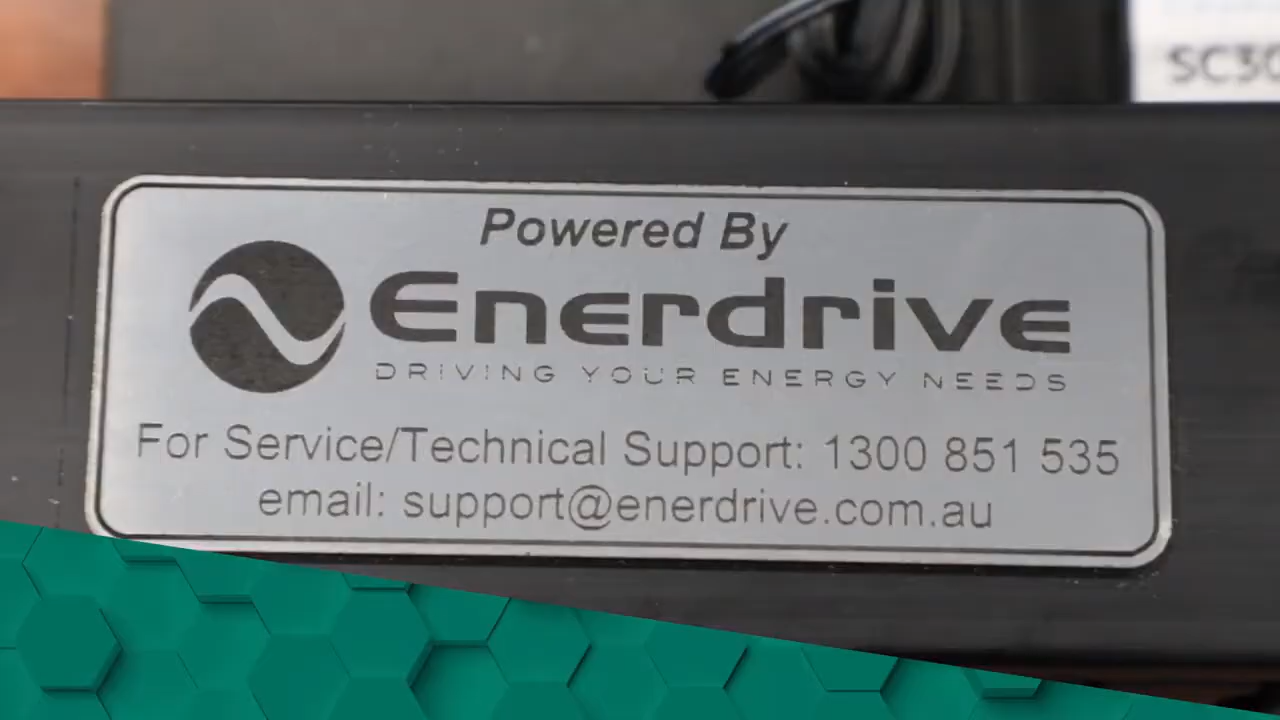 SC30
Powered By
Enerdrive
DRIVING YOUR ENERGY NEEDS
For Service/Technical Support: 1300 851 535
email: support@enerdrive.com.au